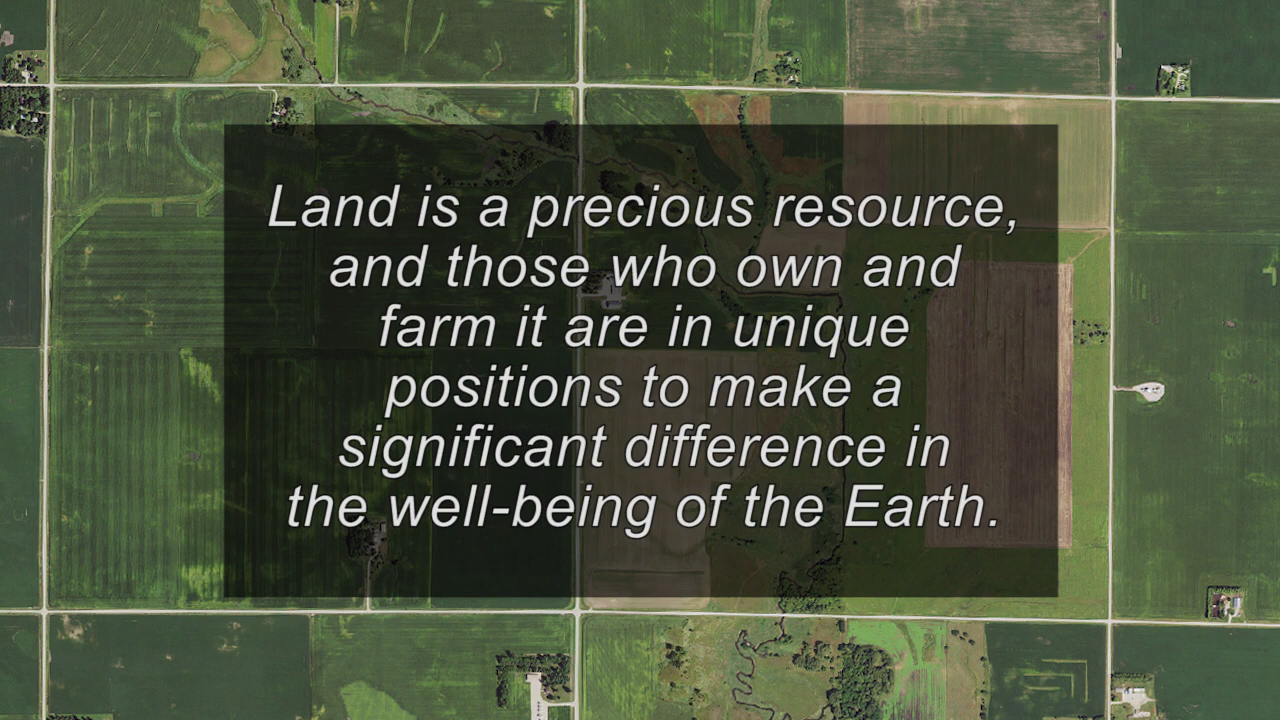 Land is a precious resource,
and those who own and
farm it are in unique
positions to make a
significant difference in
the well-being of the Earth.